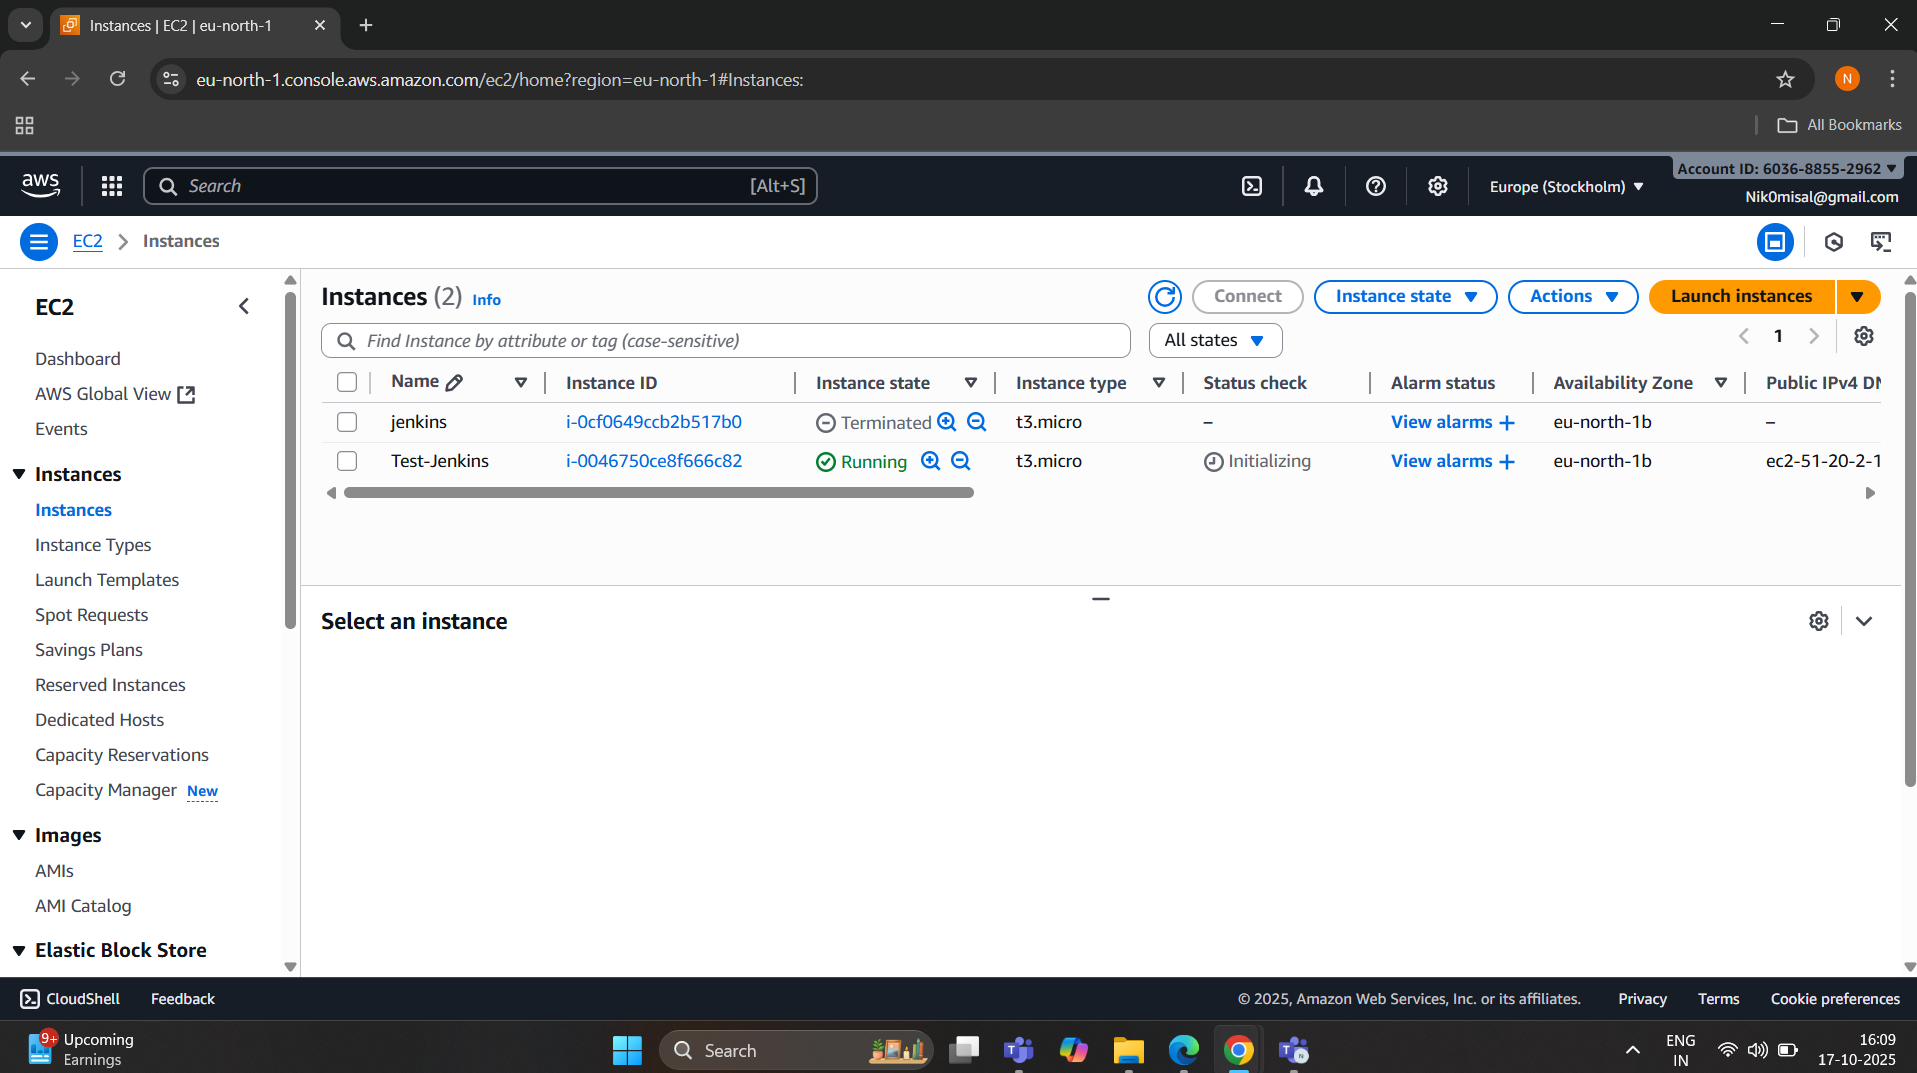 Instances | EC2 | eu-north-1
eu-north-1.console.aws.amazon.com/ec2/home?region=eu-north-1#Instances:
N
All Bookmarks
aws
Search
[Alt+S]
Europe (Stockholm)
Account ID: 6036-8855-2962
Nik0misal@gmail.com
EC2
Instances
EC2
Dashboard
AWS Global View
Events
Instances
Instances
Instance Types
Launch Templates
Spot Requests
Savings Plans
Reserved Instances
Dedicated Hosts
Capacity Reservations
Capacity Manager New
Images
AMIs
AMI Catalog
Elastic Block Store
Instances (2) Info
Connect
Instance state
Actions
Launch instances
Find Instance by attribute or tag (case-sensitive)
All states
1
Name Instance ID Instance state Instance type Status check Alarm status Availability Zone Public IPv4 DN
jenkins i-0cf0649ccb2b517b0 Terminated t3.micro – View alarms + eu-north-1b –
Test-Jenkins i-0046750ce8f666c82 Running t3.micro Initializing View alarms + eu-north-1b ec2-51-20-2-1
Select an instance
CloudShell
Feedback
© 2025, Amazon Web Services, Inc. or its affiliates.
Privacy
Terms
Cookie preferences
9+
Upcoming
Earnings
Search
ENG
IN
16:09
17-10-2025